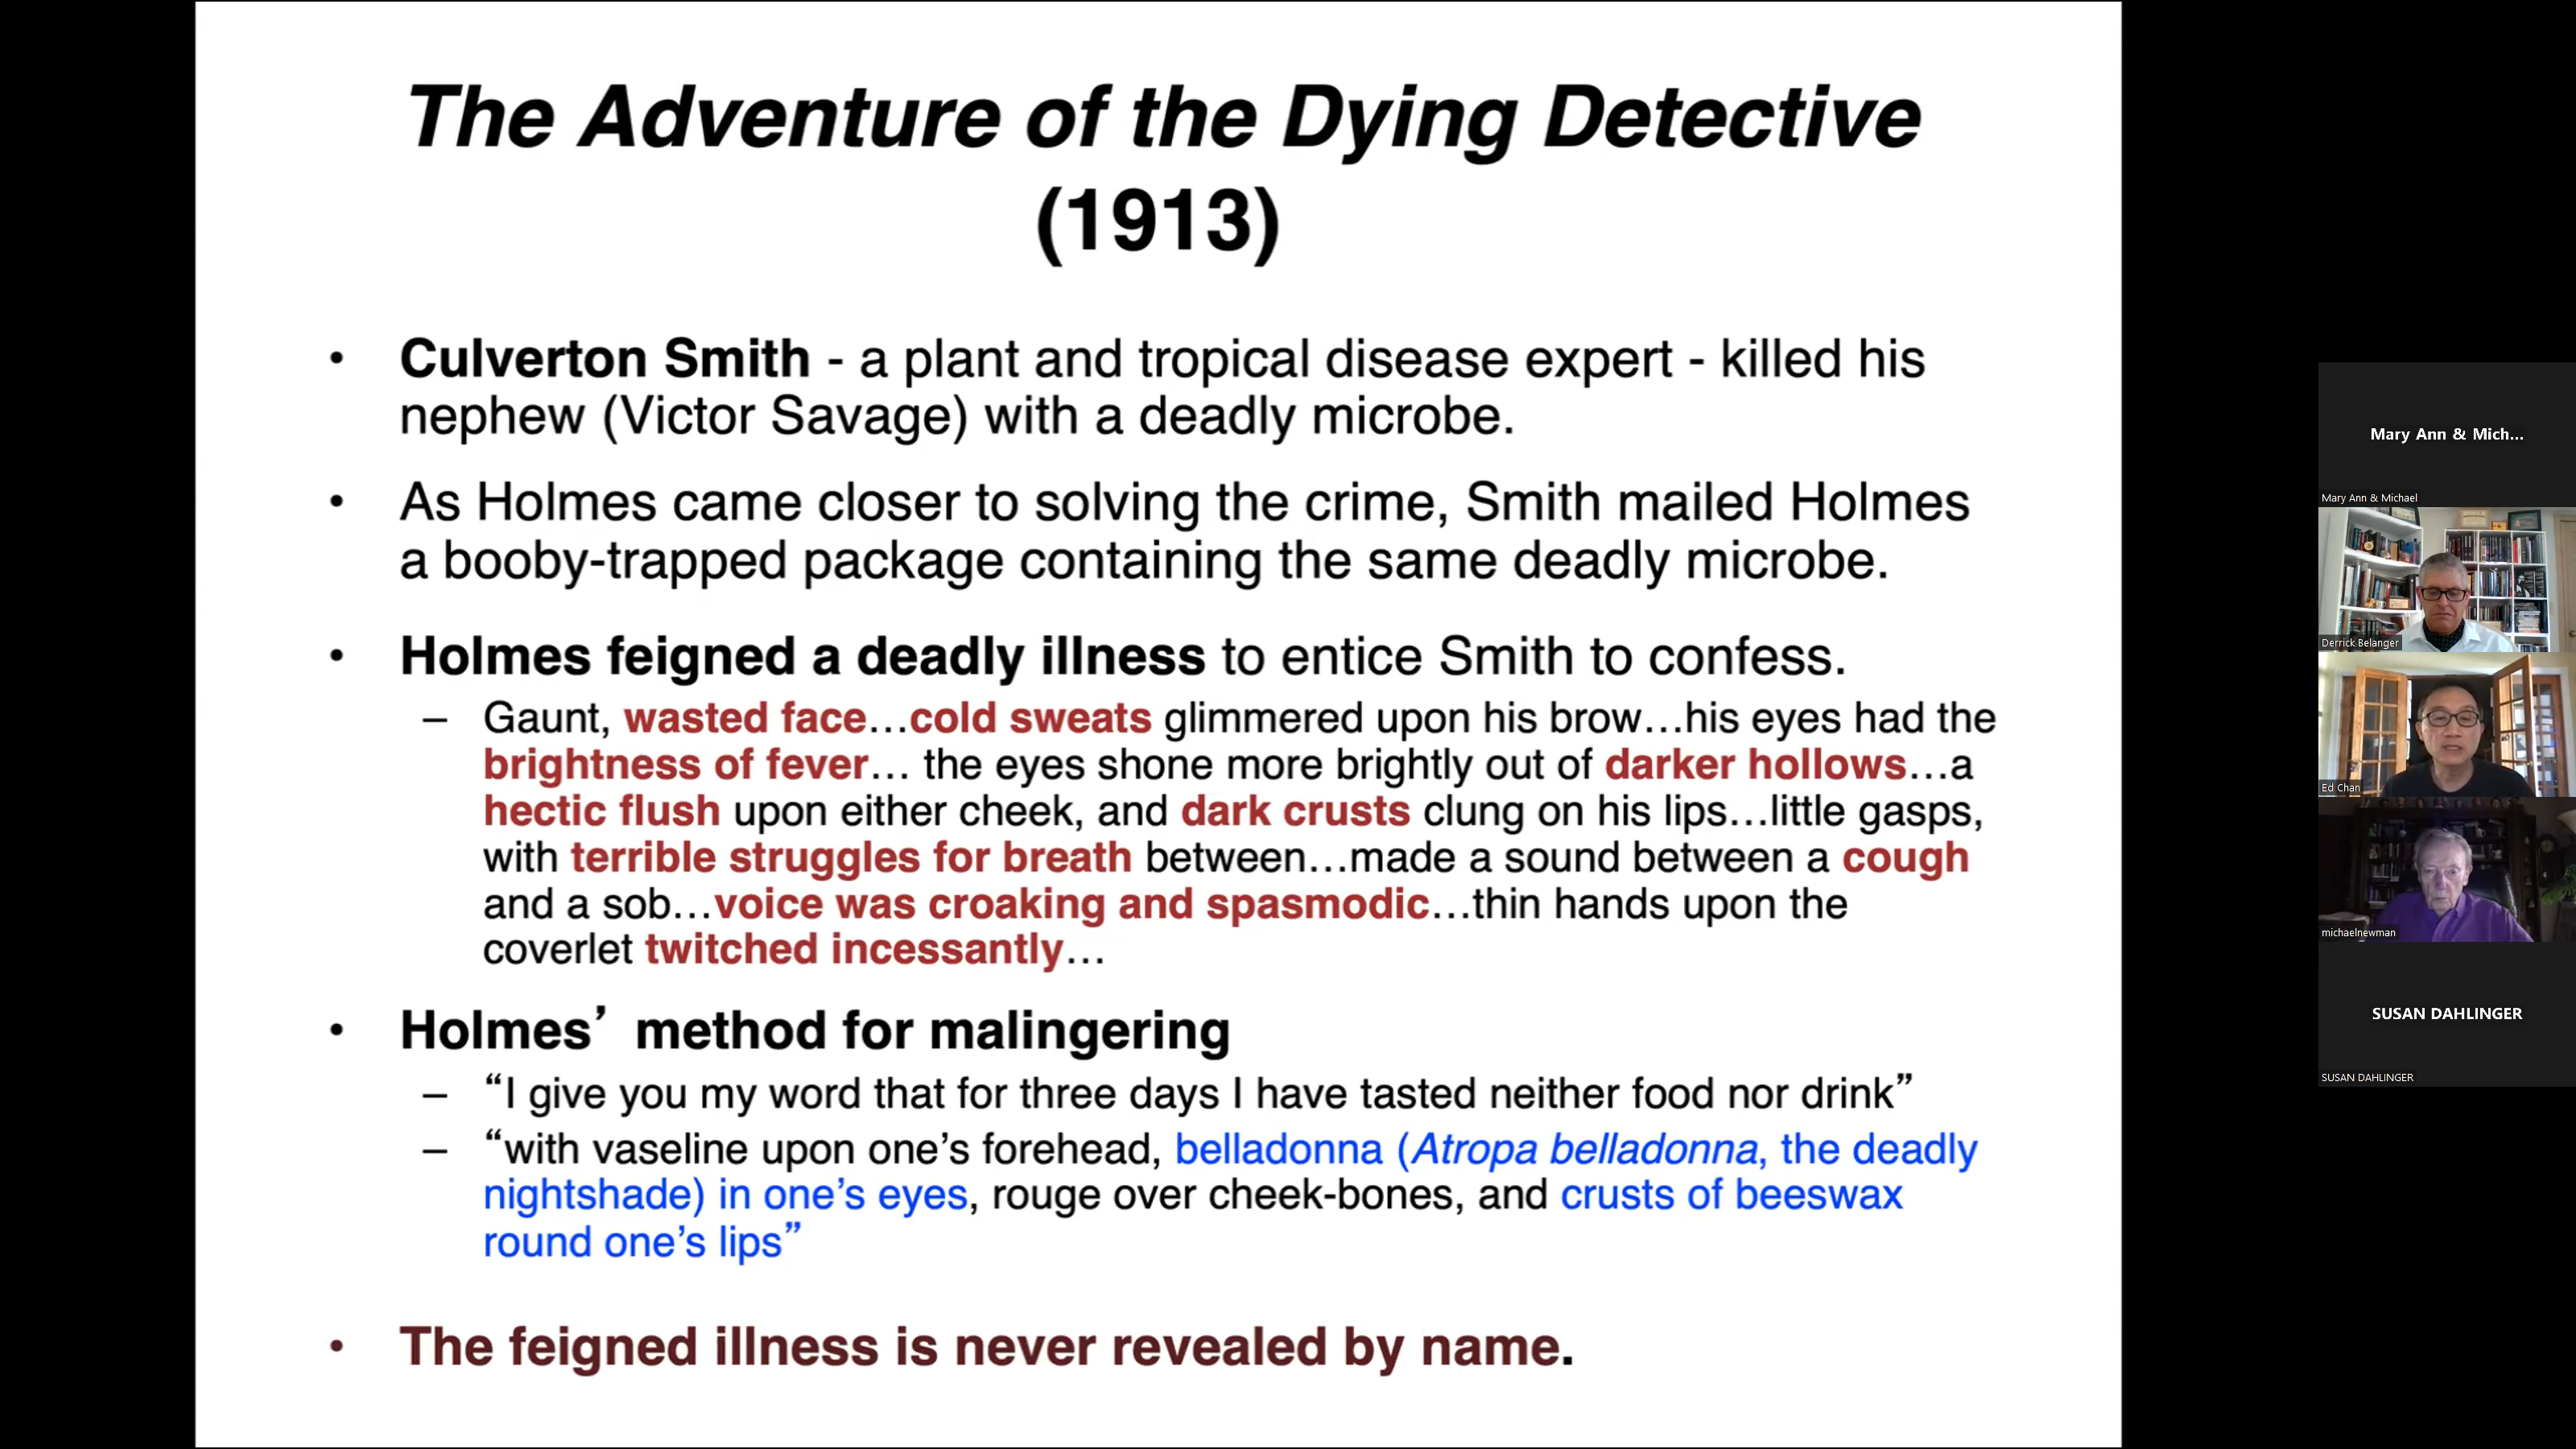 The Adventure of the Dying Detective
(1913)
• Culverton Smith - a plant and tropical disease expert - killed his
nephew (Victor Savage) with a deadly microbe.
• As Holmes came closer to solving the crime, Smith mailed Holmes
a booby-trapped package containing the same deadly microbe.
• Holmes feigned a deadly illness to entice Smith to confess.
– Gaunt, wasted face…cold sweats glimmered upon his brow…his eyes had the
brightness of fever… the eyes shone more brightly out of darker hollows…a
hectic flush upon either cheek, and dark crusts clung on his lips…little gasps,
with terrible struggles for breath between…made a sound between a cough
and a sob…voice was croaking and spasmodic…thin hands upon the
coverlet twitched incessantly…
• Holmes’ method for malingering
– “I give you my word that for three days I have tasted neither food nor drink”
– “with vaseline upon one’s forehead, belladonna (Atropa belladonna, the deadly
nightshade) in one’s eyes, rouge over cheek-bones, and crusts of beeswax
round one’s lips”
• The feigned illness is never revealed by name.
Mary Ann & Mich...
Mary Ann & Michael
Derrick Belanger
Ed Chan
michaelnewman
SUSAN DAHLINGER
SUSAN DAHLINGER